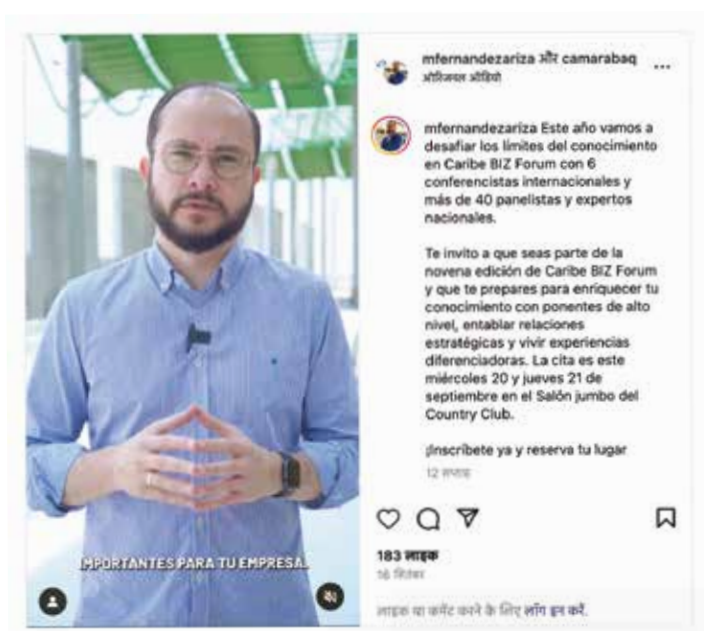 mfernandezariza और camarabaq ...
ओरिजनल ऑडियो
mfernandezariza Este año vamos a
desafiar los límites del conocimiento
en Caribe BIZ Forum con 6
conferencistas internacionales y
más de 40 panelistas y expertos
nacionales.
Te invito a que seas parte de la
novena edición de Caribe BIZ Forum
y que te prepares para enriquecer tu
conocimiento con ponentes de alto
nivel, entablar relaciones
estratégicas y vivir experiencias
diferenciadoras. La cita es este
miércoles 20 y jueves 21 de
septiembre en el Salón jumbo del
Country Club.
¡Inscríbete ya y reserva tu lugar
12 सप्ताह
183 लाइक
16 सितंबर
लाइक या कमेंट करने के लिए लॉग इन करें.
IMPORTANTES PARA TU EMPRESA.